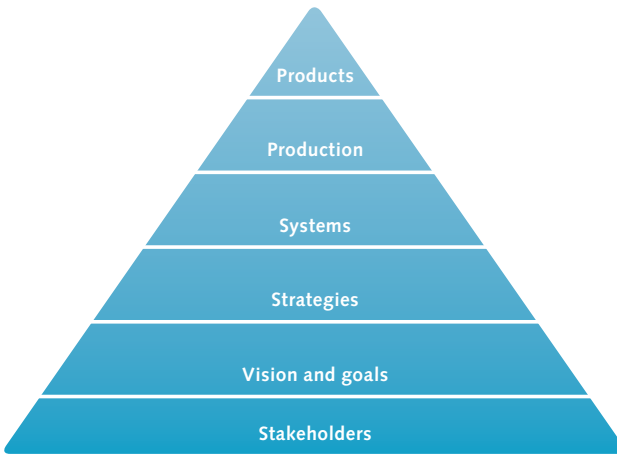 Products
Production
Systems
Strategies
Vision and goals
Stakeholders